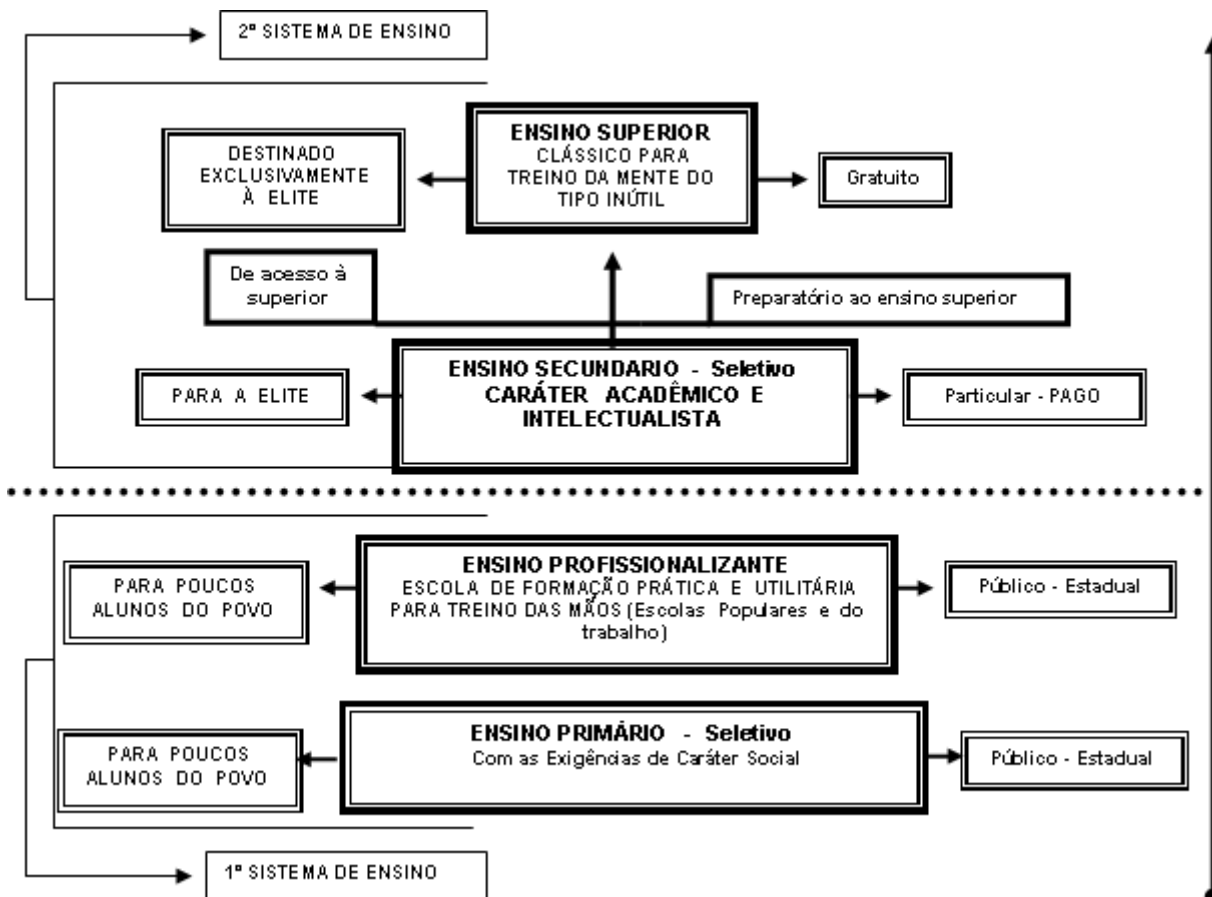 2º SISTEMA DE ENSINO
ENSINO SUPERIOR
CLÁSSICO PARA
TREINO DA MENTE DO
TIPO INÚTIL
DESTINADO
EXCLUSIVAMENTE
À ELITE
Gratuito
De acesso à
superior
Preparatório ao ensino superior
ENSINO SECUNDARIO - Seletivo
CARÁTER ACADÊMICO E
INTELECTUALISTA
PARA A ELITE
Particular - PAGO
ENSINO PROFISSIONALIZANTE
ESCOLA DE FORMAÇÃO PRÁTICA E UTILITÁRIA
PARA TREINO DAS MÃOS (Escolas Populares e do
trabalho)
PARA POUCOS
ALUNOS DO POVO
Público - Estadual
ENSINO PRIMÁRIO - Seletivo
Com as Exigências de Caráter Social
PARA POUCOS
ALUNOS DO POVO
Público - Estadual
1º SISTEMA DE ENSINO